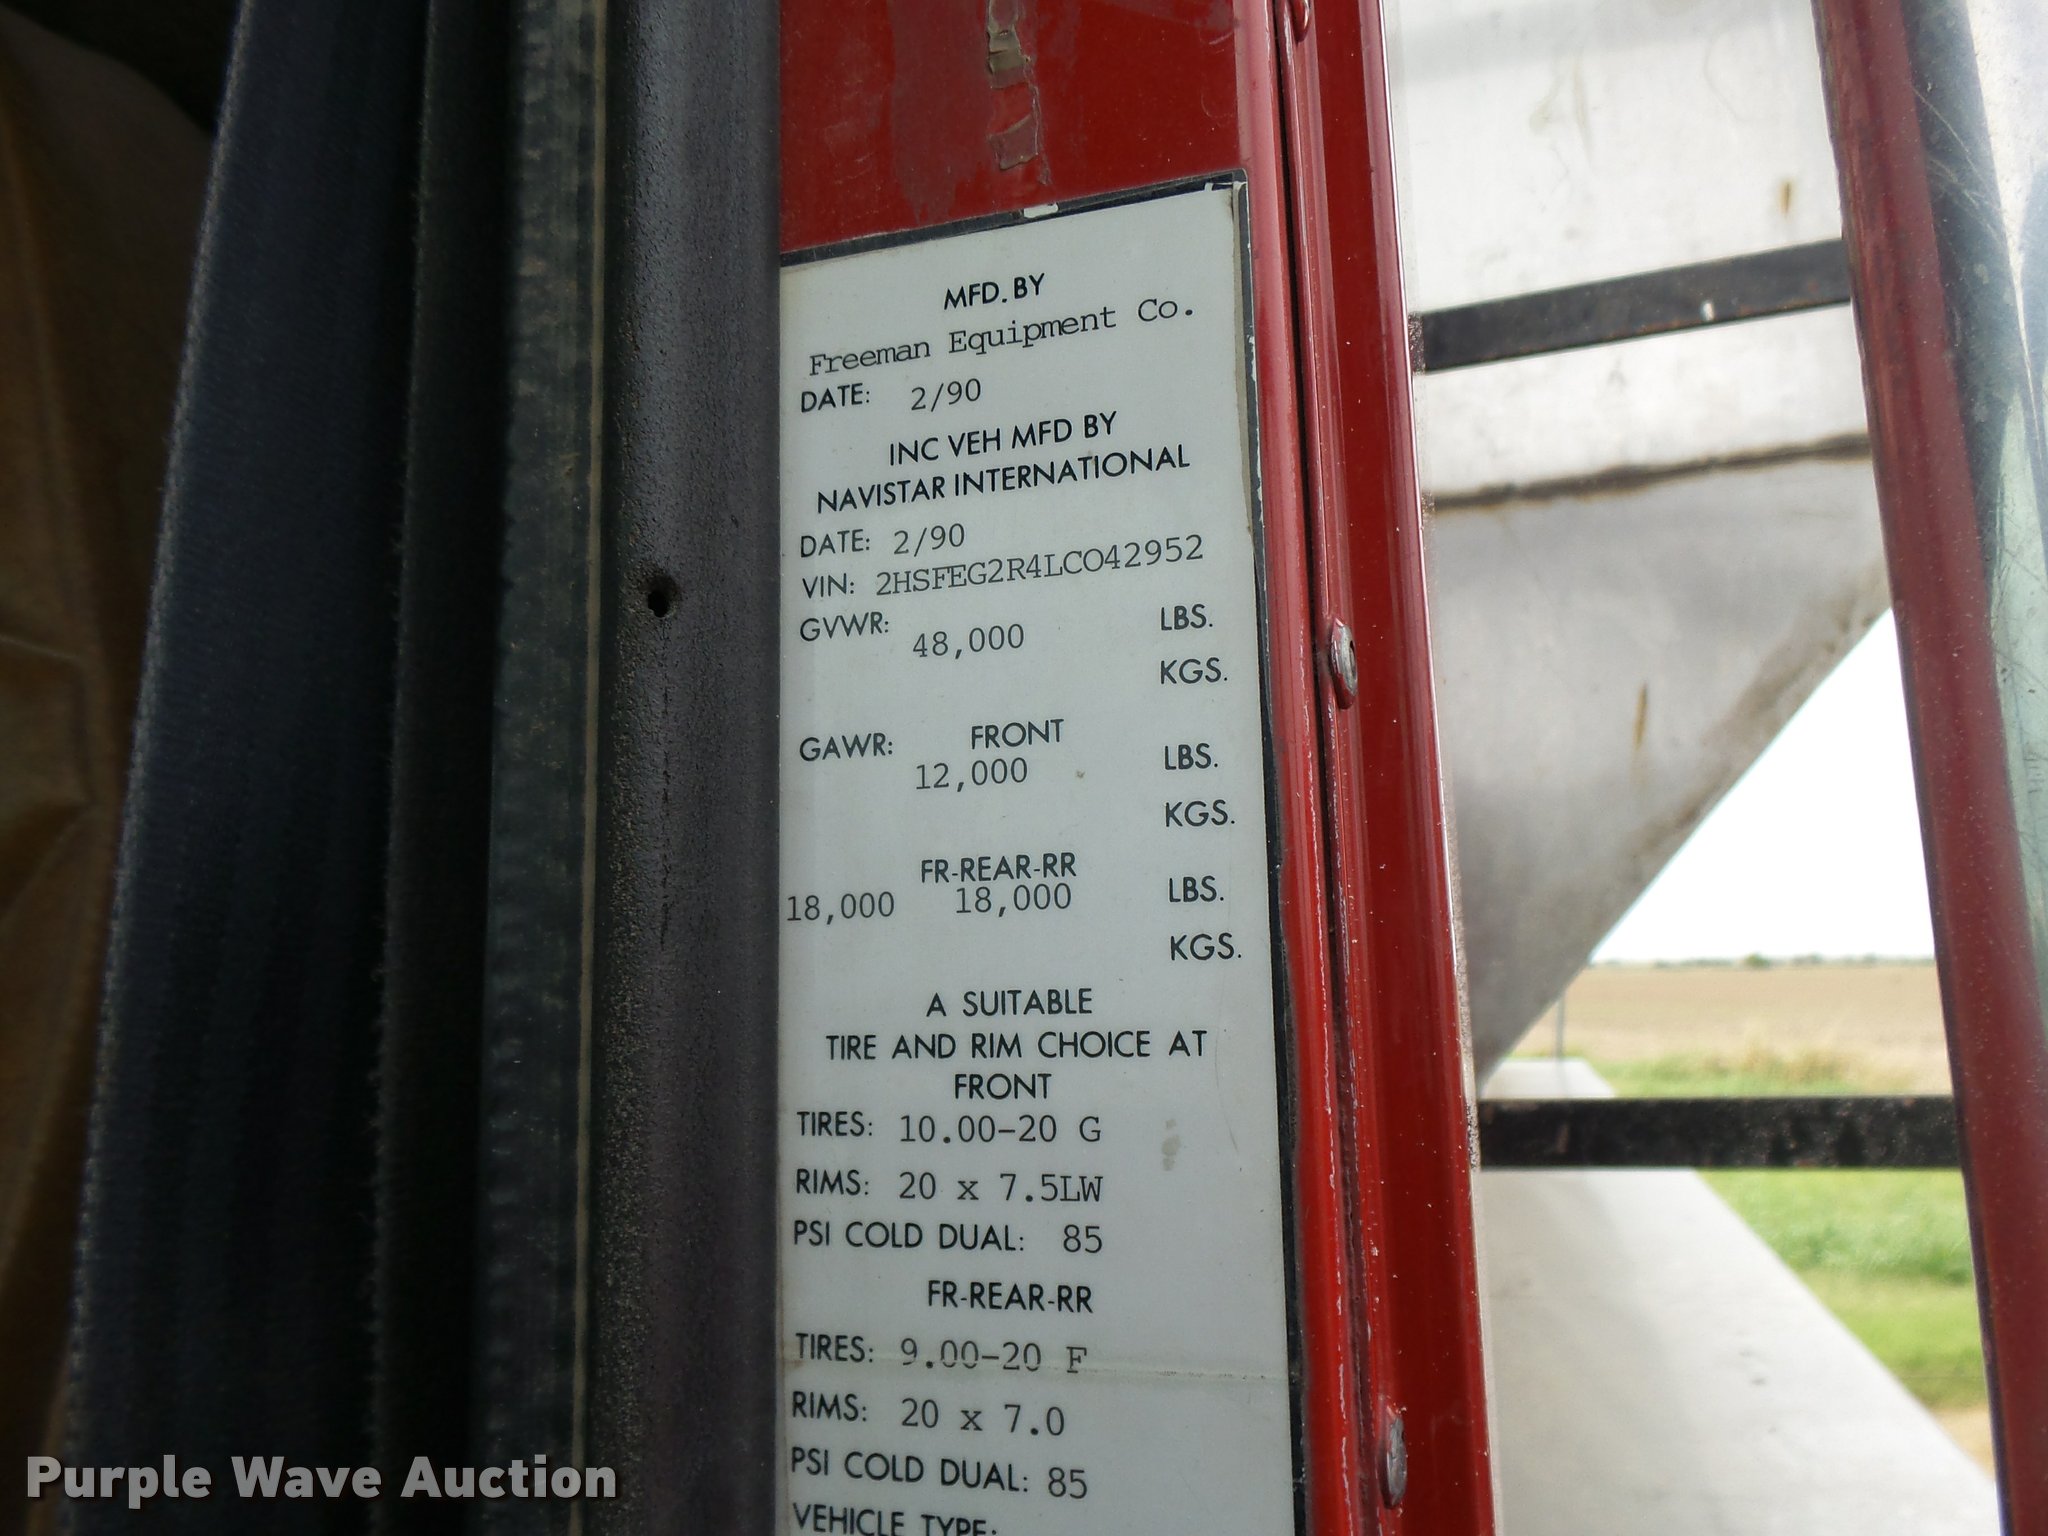 MFD. BY
Freeman Equipment Co.
DATE: 2/90
INC VEH MFD BY
NAVISTAR INTERNATIONAL
DATE: 2/90
VIN: 2HSFEG2R4LCO42952
GVWR: 48,000 LBS.
KGS.
GAWR: FRONT
12,000 LBS.
KGS.
FR-REAR-RR
18,000 18,000 LBS.
KGS.
A SUITABLE
TIRE AND RIM CHOICE AT
FRONT
TIRES: 10.00-20 G
RIMS: 20 x 7.5LW
PSI COLD DUAL: 85
FR-REAR-RR
TIRES: 9.00-20 F
RIMS: 20 x 7.0
PSI COLD DUAL: 85
VEHICLE TYPE:
Purple Wave Auction